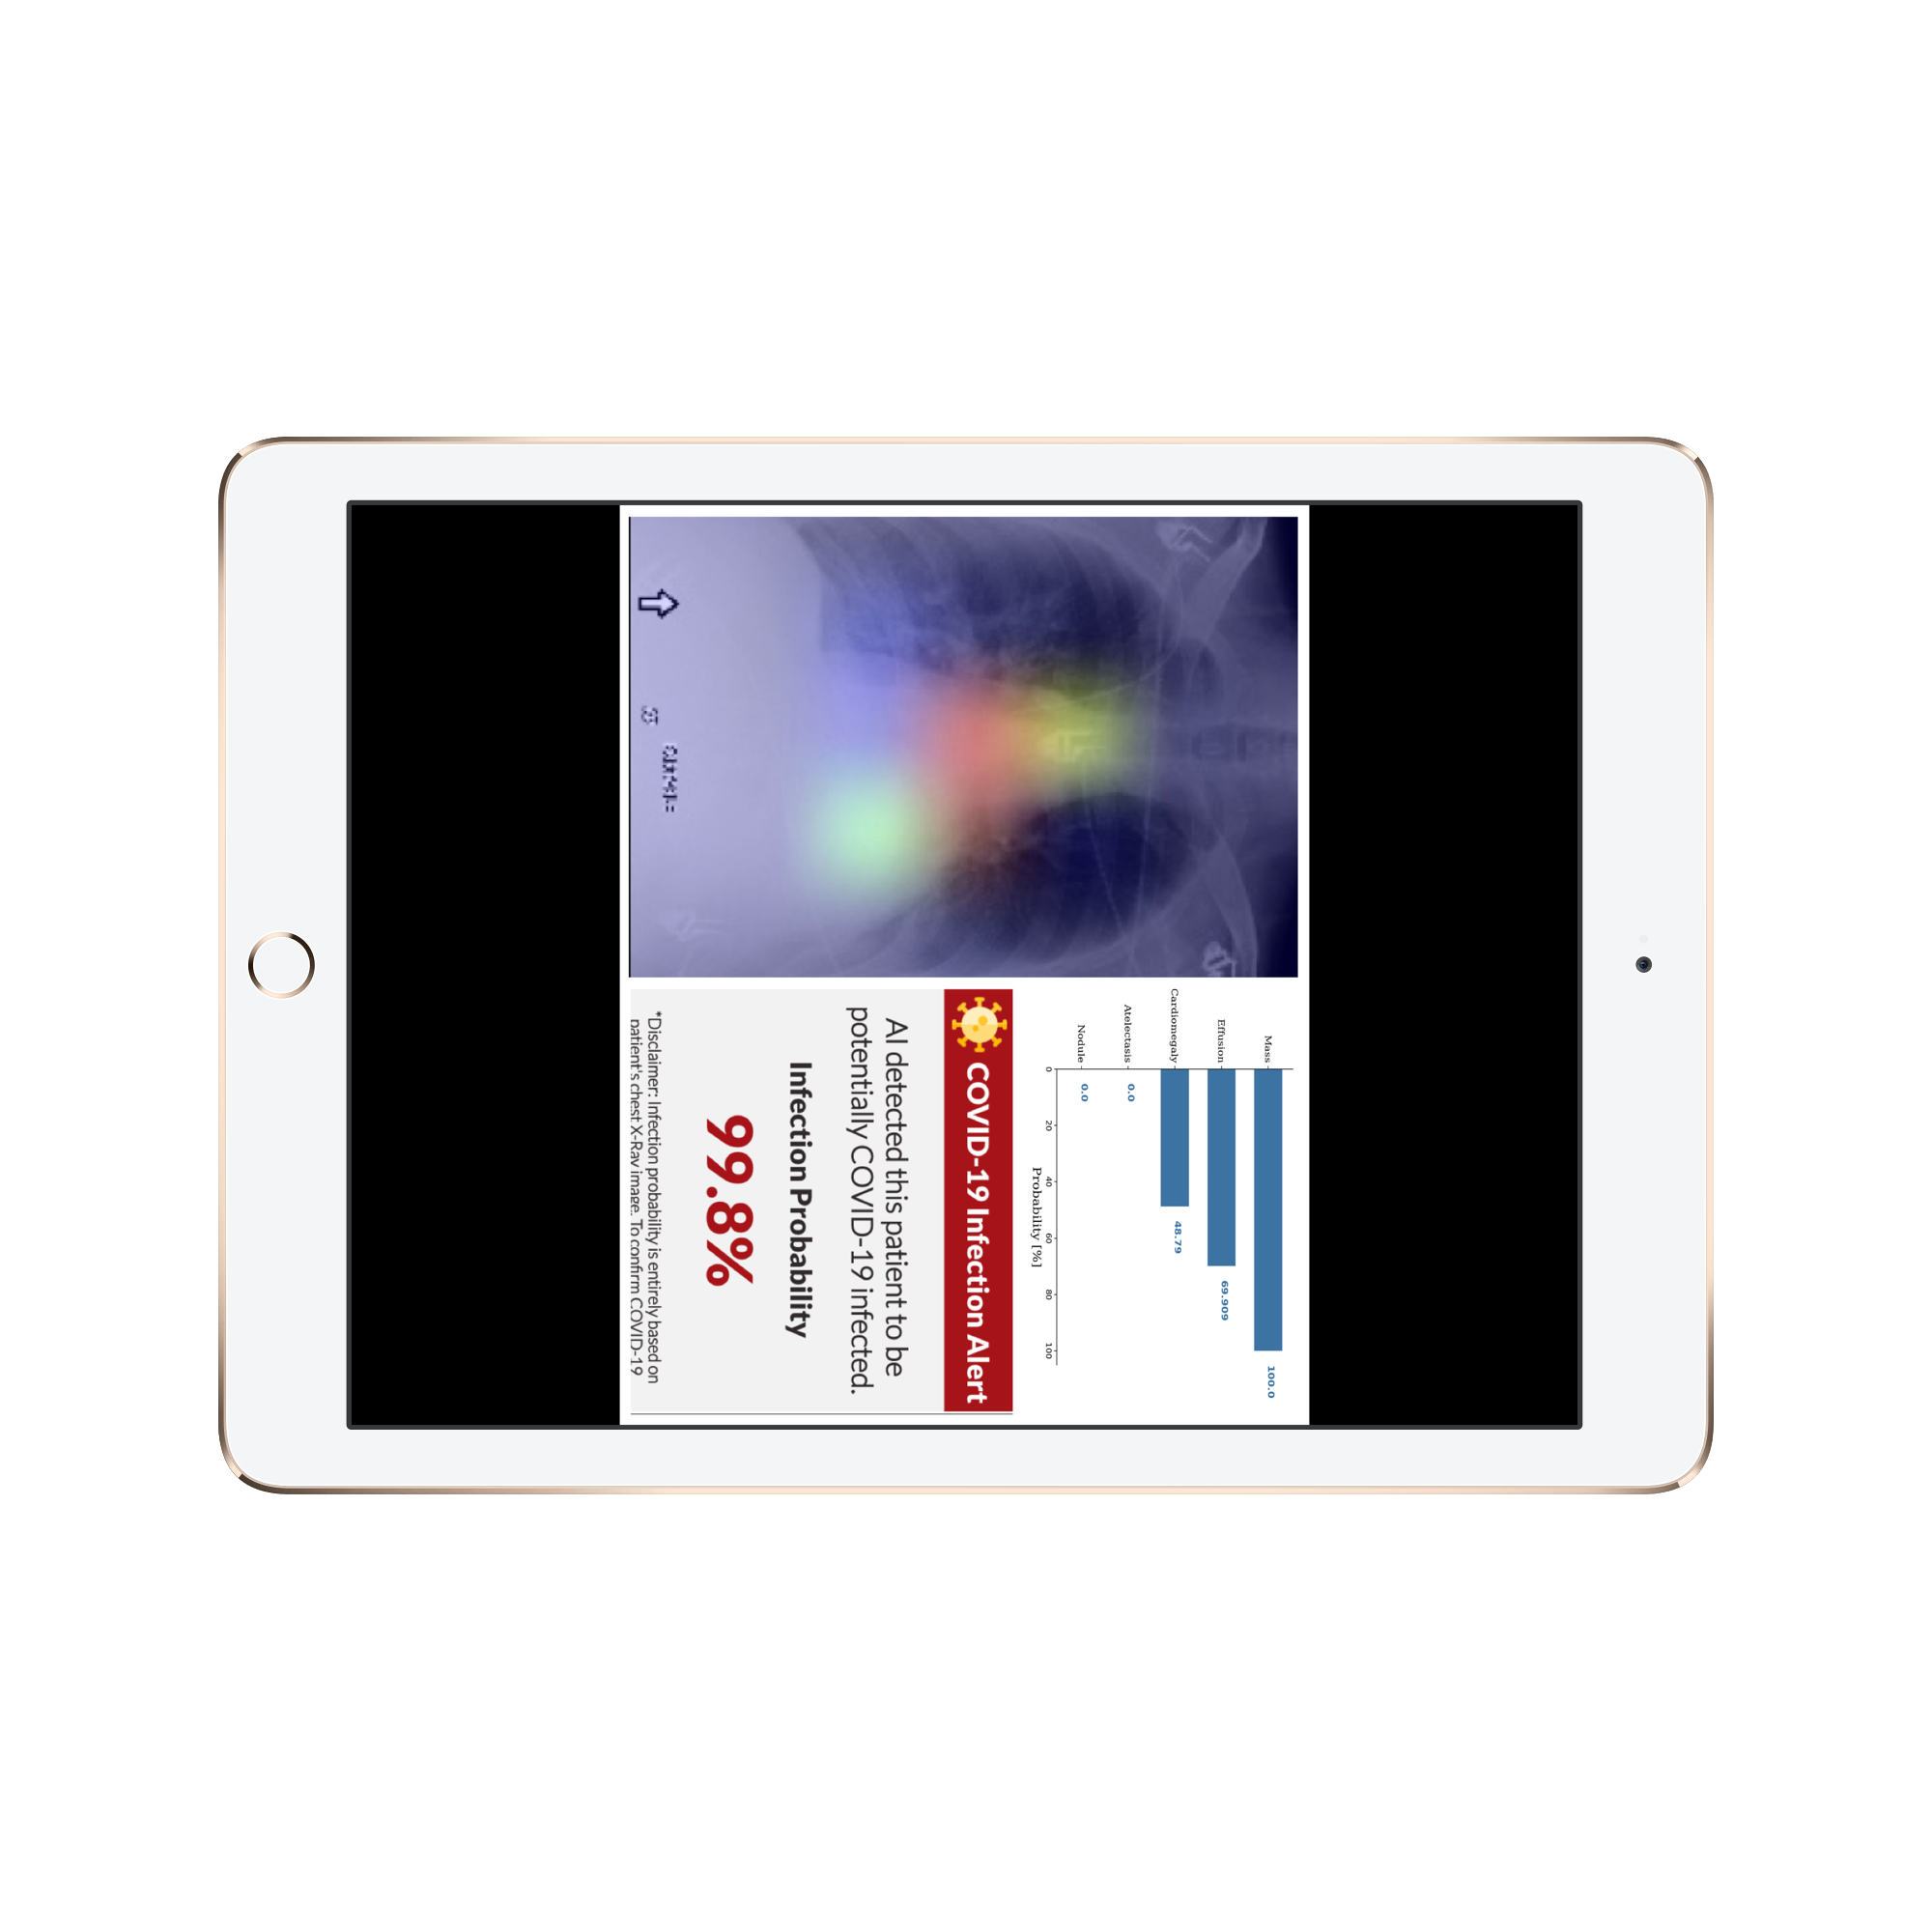 Mass
100.0
Effusion
69.909
Cardiomegaly
48.79
Atelectasis
0.0
Nodule
0.0
0 20 40 60 80 100
Probability [%]
COVID-19 Infection Alert
AI detected this patient to be
potentially COVID-19 infected.
Infection Probability
99.8%
*Disclaimer: Infection probability is entirely based on
patient's chest X-Ray image. To confirm COVID-19